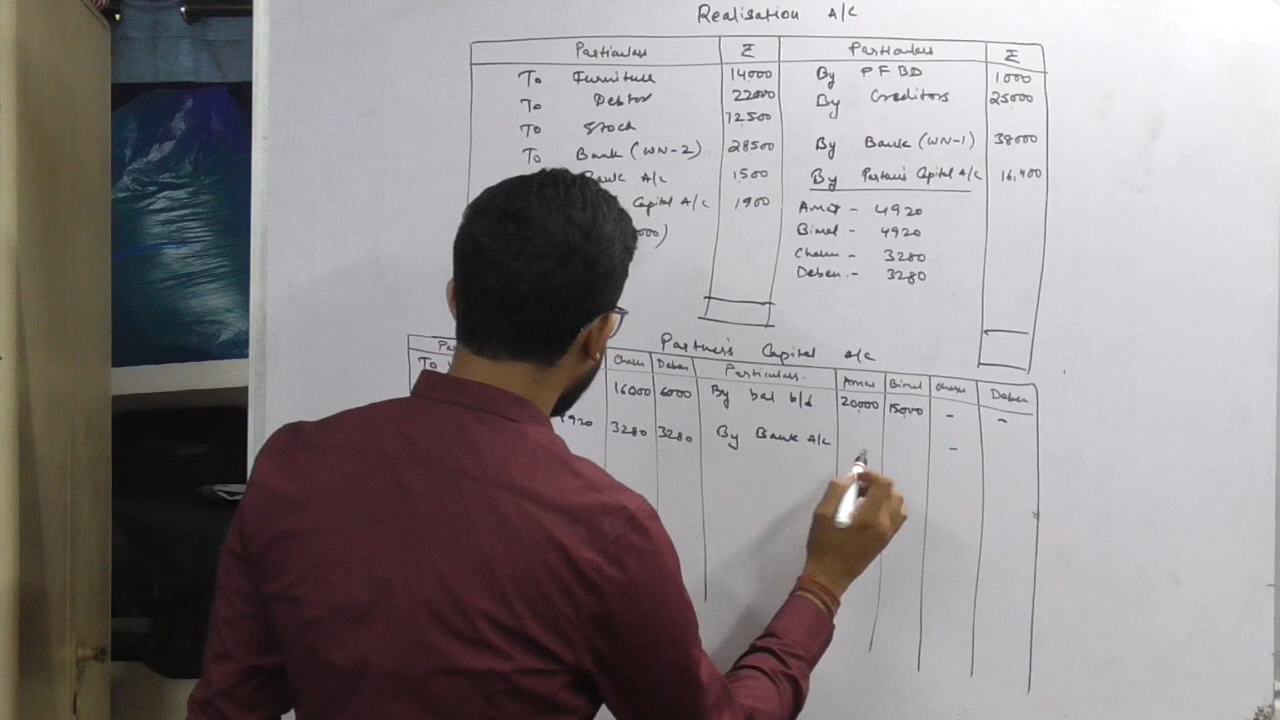 Realisation A/c
Particulars ₹ Particulars ₹
To Furniture 14000 By PFBD 1000
To Debtor 22000 By Creditors 25000
To Stock 12500
To Bank (WN-2) 28500 By Bank (WN-1) 38000
Bank A/c 1500 By Partner's Capital A/c 16,400
Capital A/c 1900 Amar - 4920
000) Bimal - 4920
3280
Deben - 3280
Partner's Capital A/c
Deben Particulars Amar Bimal Deben
To 16000 6000 By bal b/d 20000 15000 - -
4920 3280 3280 By Bank A/c -